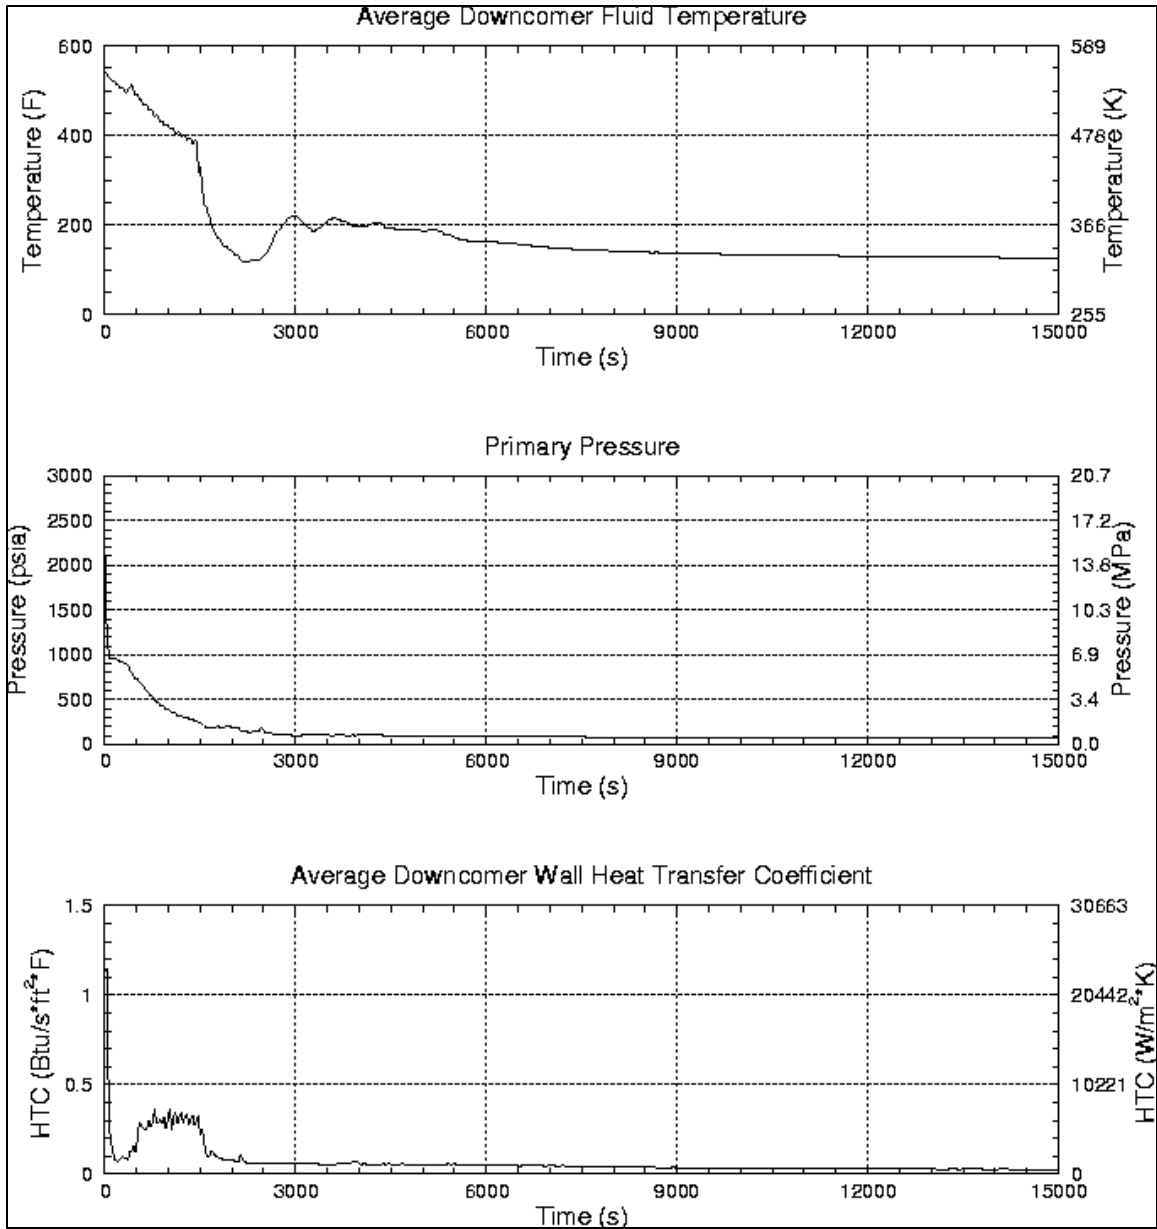 Average Downcomer Fluid Temperature
600 589
400 478
200 366
0 255
Temperature (F)
Temperature (K)
0 3000 6000 9000 12000 15000
Time (s)
Primary Pressure
3000 20.7
2500 17.2
2000 13.8
1500 10.3
1000 6.9
500 3.4
0 0.0
Pressure (psia)
Pressure (MPa)
0 3000 6000 9000 12000 15000
Time (s)
Average Downcomer Wall Heat Transfer Coefficient
1.5 30663
1 20442
0.5 10221
0 0
HTC (Btu/s*ft²*F)
HTC (W/m²*K)
0 3000 6000 9000 12000 15000
Time (s)